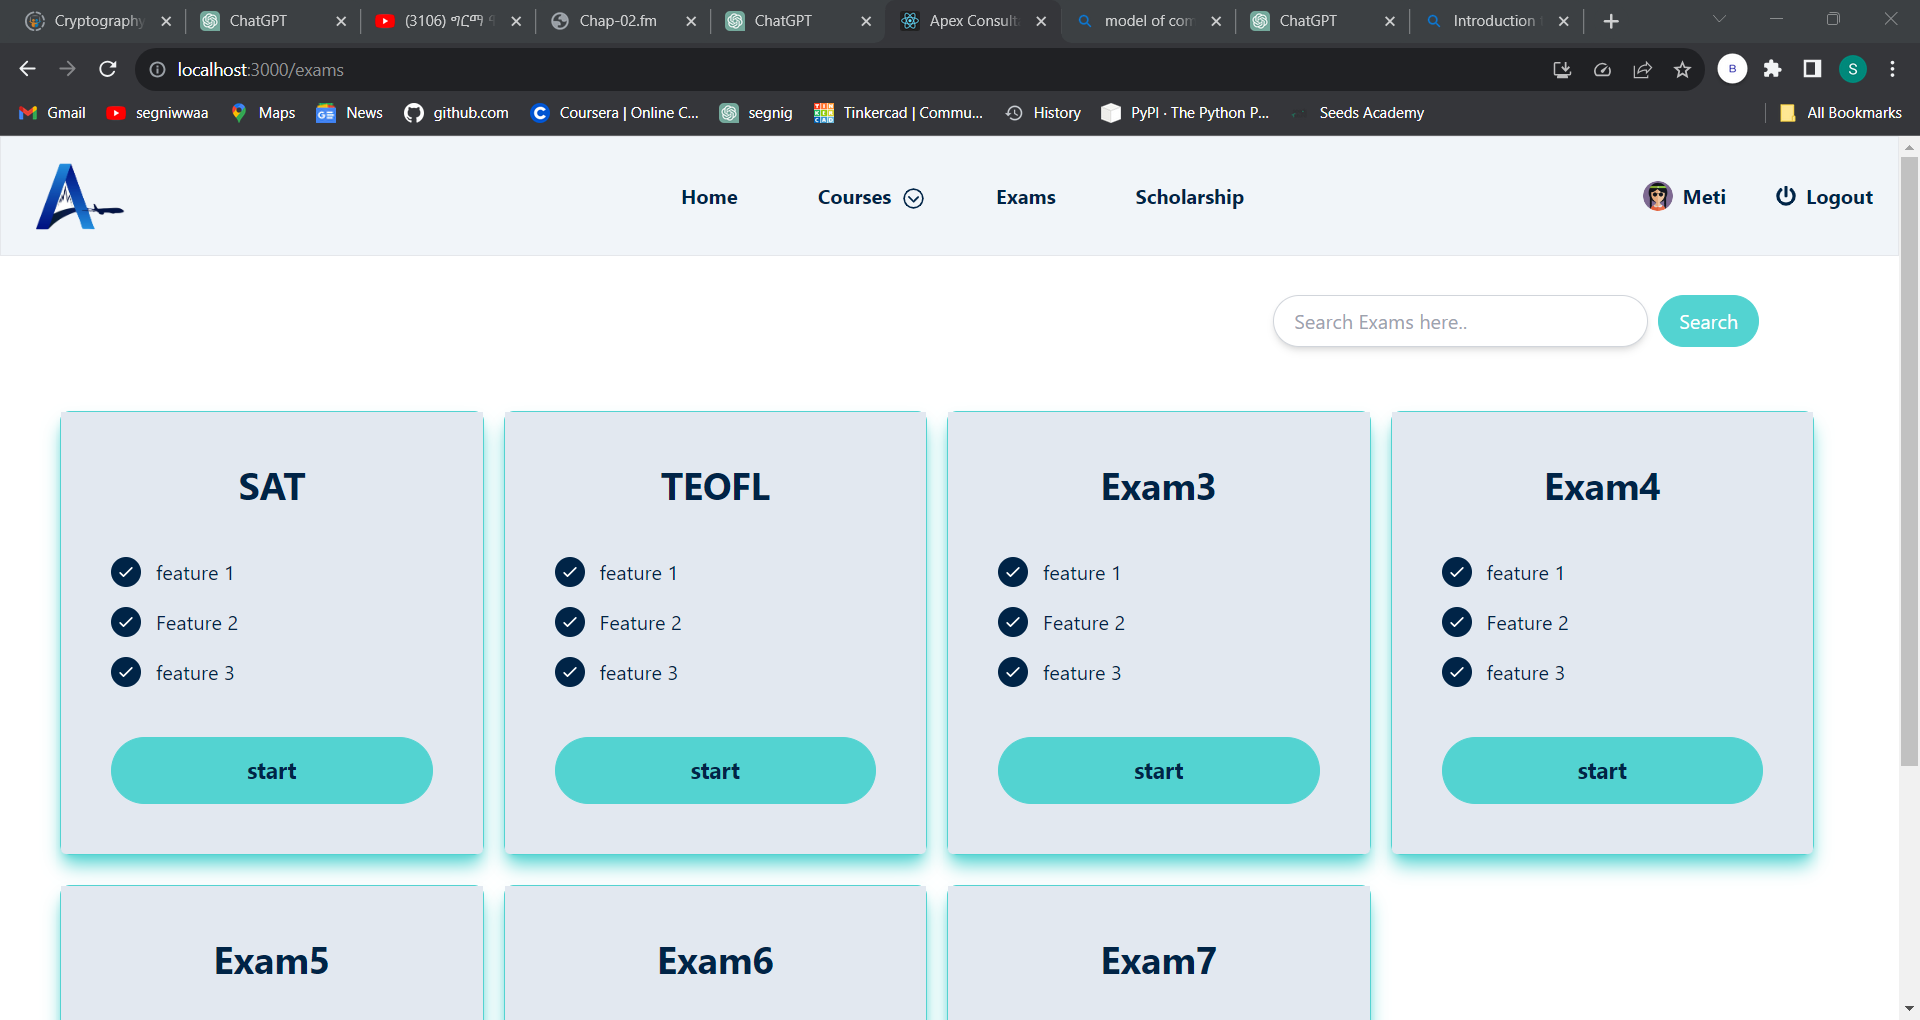 Cryptography
ChatGPT
(3106) ግርማ
Chap-02.fm
ChatGPT
Apex Consult
model of com
ChatGPT
Introduction
localhost:3000/exams
B
S
Gmail
segniwwaa
Maps
News
github.com
Coursera | Online C...
segnig
Tinkercad | Commu...
History
PyPI · The Python P...
Seeds Academy
All Bookmarks
Home
Courses
Exams
Scholarship
Meti
Logout
Search Exams here..
Search
SAT
feature 1
Feature 2
feature 3
start
TEOFL
feature 1
Feature 2
feature 3
start
Exam3
feature 1
Feature 2
feature 3
start
Exam4
feature 1
Feature 2
feature 3
start
Exam5
Exam6
Exam7